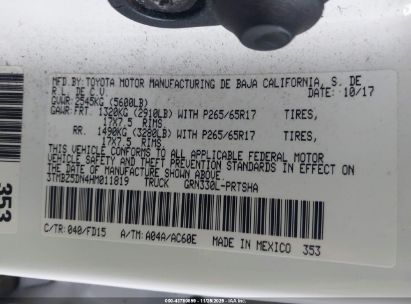 MFD.BY:TOYOTA MOTOR MANUFACTURING DE BAJA CALIFORNIA, S. DE
R.L. DE C.V. DATE: 10/17
GVWR:2545KG (5600LB)
GAWR:FRT. 1320KG (2910LB) WITH P265/65R17 TIRES,
17X7.5 RIMS
RR. 1490KG (3280LB) WITH P265/65R17 TIRES,
17X7.5 RIMS.
THIS VEHICLE CONFORMS TO ALL APPLICABLE FEDERAL MOTOR
VEHICLE SAFETY AND THEFT PREVENTION STANDARDS IN EFFECT ON
THE DATE OF MANUFACTURE SHOWN ABOVE.
3TMBZ5DN4HM011819 TRUCK GRN330L-PRTSHA
C/TR:040/FD15 A/TM:A04A/AC60E MADE IN MEXICO 353
353